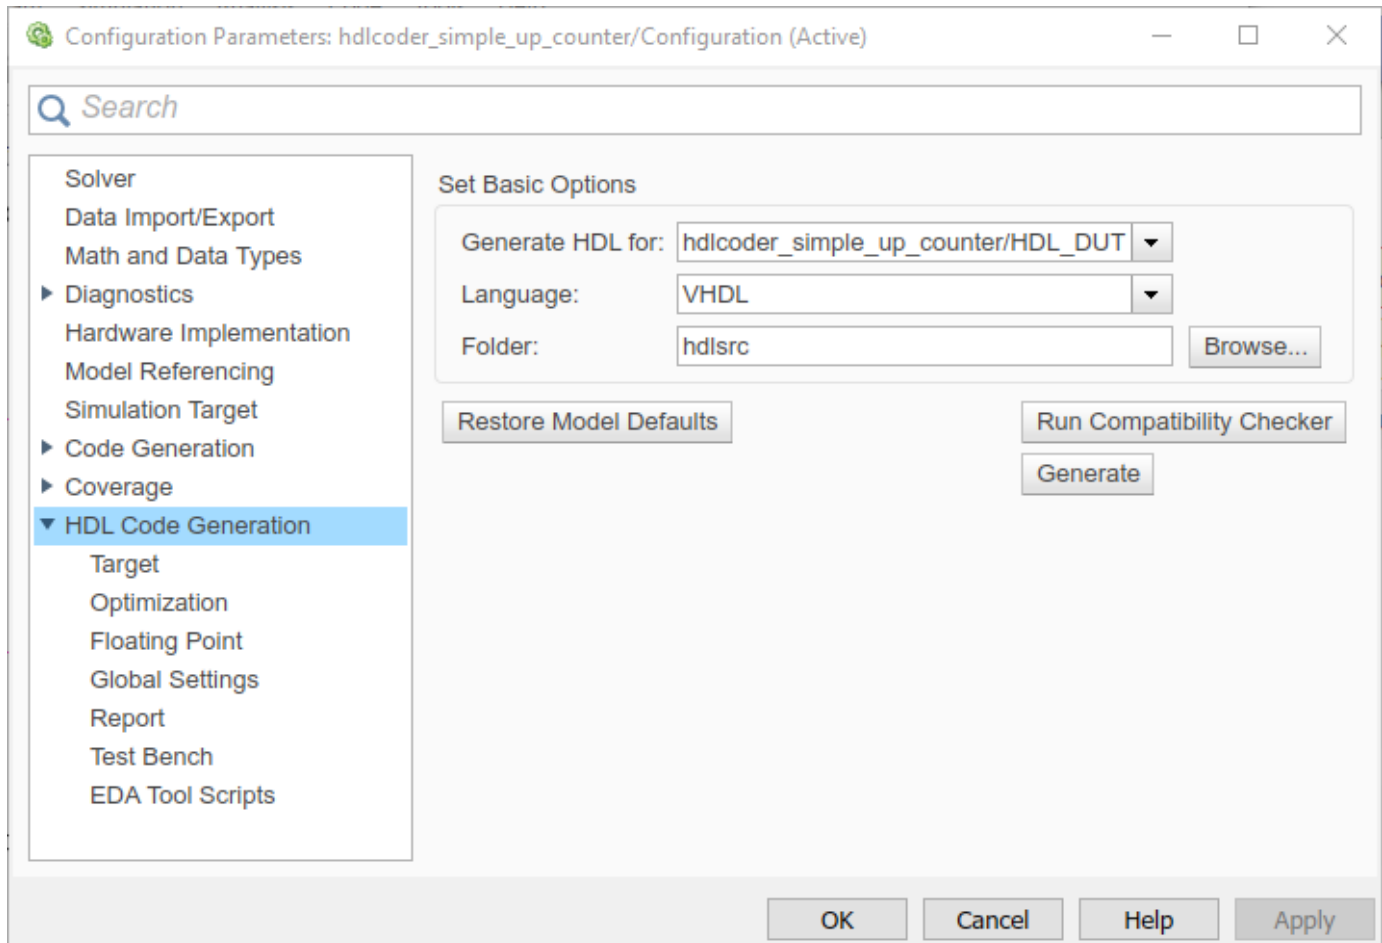 Configuration Parameters: hdlcoder_simple_up_counter/Configuration (Active)
Search
Solver
Data Import/Export
Math and Data Types
Diagnostics
Hardware Implementation
Model Referencing
Simulation Target
Code Generation
Coverage
HDL Code Generation
Target
Optimization
Floating Point
Global Settings
Report
Test Bench
EDA Tool Scripts
Set Basic Options
Generate HDL for: hdlcoder_simple_up_counter/HDL_DUT
Language: VHDL
Folder: hdlsrc Browse...
Restore Model Defaults Run Compatibility Checker
Generate
OK Cancel Help Apply